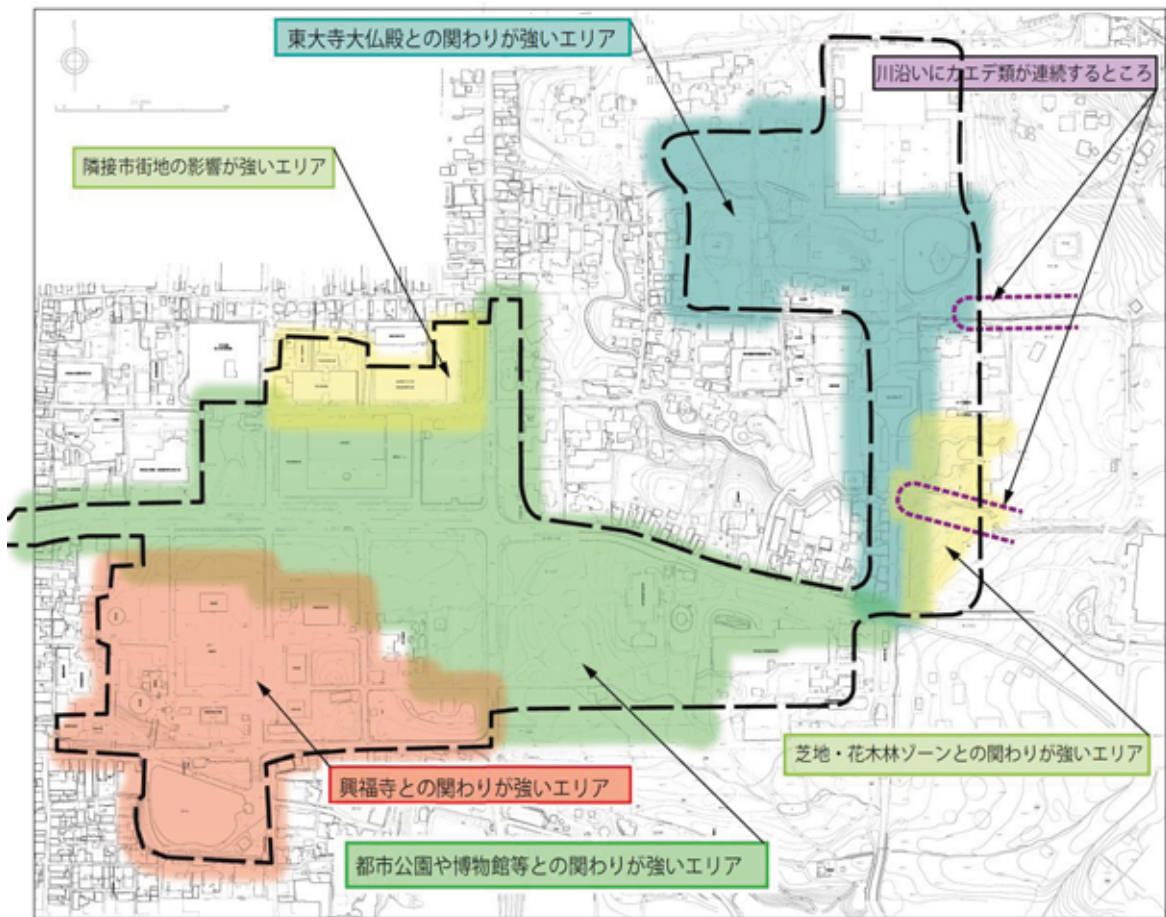 東大寺大仏殿との関わりが強いエリア
川沿いにカエデ類が連続するところ
隣接市街地の影響が強いエリア
芝地・花木林ゾーンとの関わりが強いエリア
興福寺との関わりが強いエリア
都市公園や博物館等との関わりが強いエリア